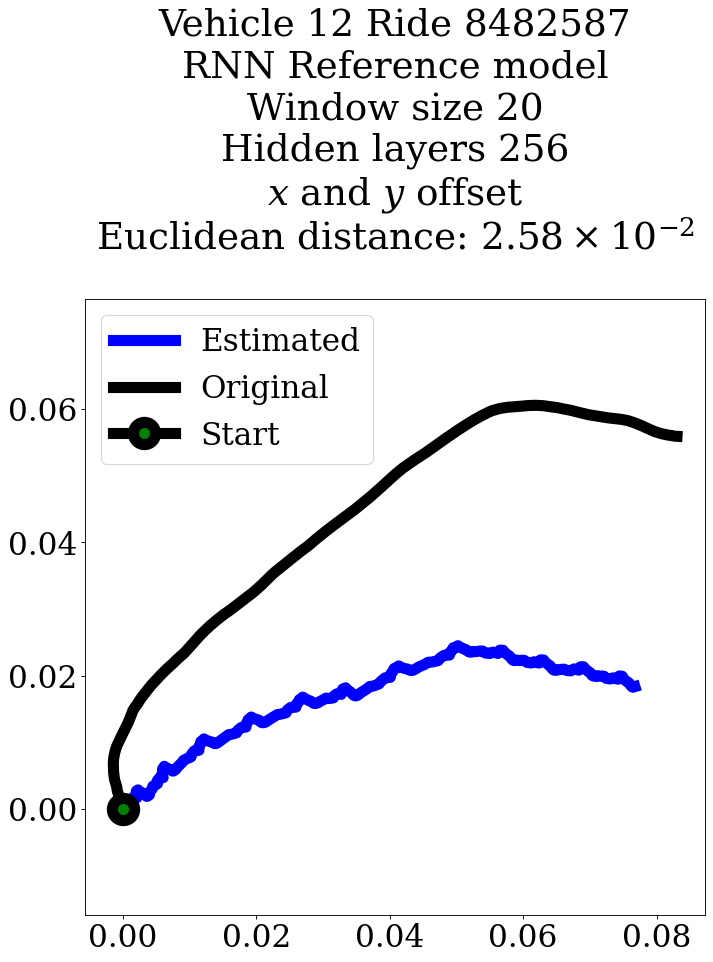 Vehicle 12 Ride 8482587
RNN Reference model
Window size 20
Hidden layers 256
x and y offset
Euclidean distance: 2.58 × 10⁻²
Estimated
Original
Start
0.06
0.04
0.02
0.00
0.00 0.02 0.04 0.06 0.08